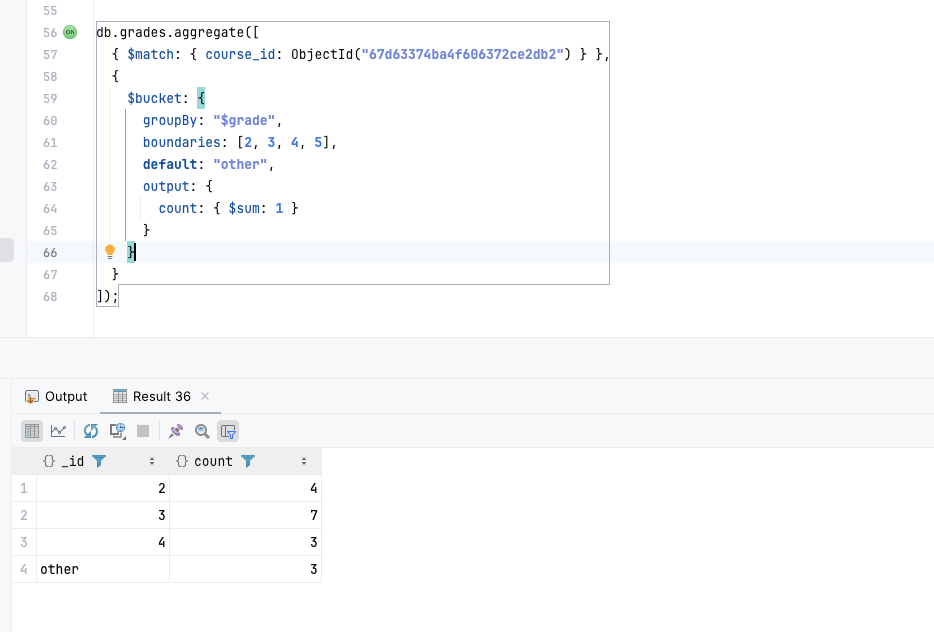 55
56 OK db.grades.aggregate([
57 { $match: { course_id: ObjectId("67d63374ba4f606372ce2db2") } },
58 {
59 $bucket: {
60 groupBy: "$grade",
61 boundaries: [2, 3, 4, 5],
62 default: "other",
63 output: {
64 count: { $sum: 1 }
65 }
66 }
67 }
68 ]);
Output Result 36 ×
{} _id {} count
1 2 4
2 3 7
3 4 3
4 other 3